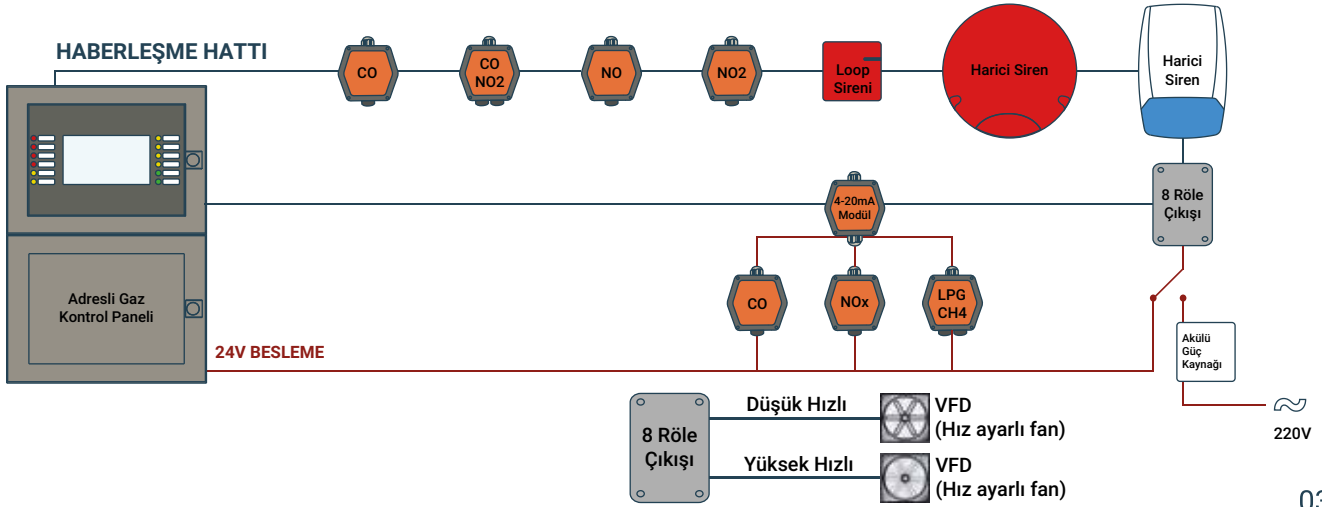 HABERLEŞME HATTI
CO
CO
NO2
NO
NO2
Loop
Sireni
Harici Siren
Harici
Siren
4-20mA
Modül
8 Röle
Çıkışı
Adresli Gaz
Kontrol Paneli
CO
NOx
LPG
CH4
24V BESLEME
Akülü
Güç
Kaynağı
220V
8 Röle
Çıkışı
Düşük Hızlı
VFD
(Hız ayarlı fan)
Yüksek Hızlı
VFD
(Hız ayarlı fan)
03